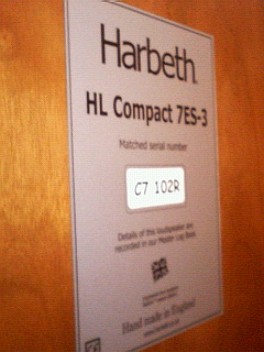 Harbeth
HL Compact 7ES-3
Matched serial number
C7 102R
Details of this loudspeaker are
recorded in our Master Log Book
Hand made in England